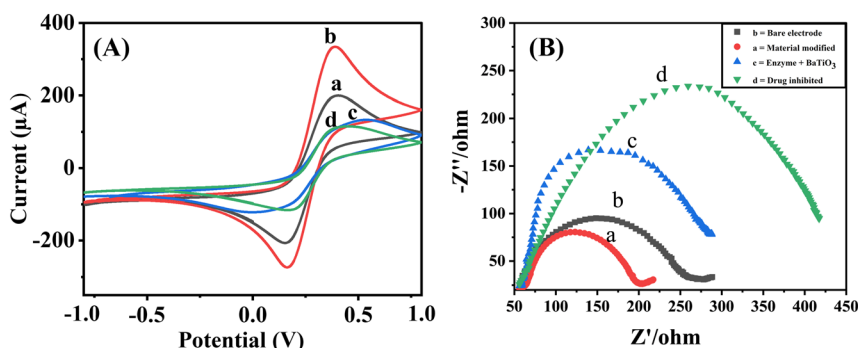 (A)
b
a
d
c
Current (µA)
400
200
0
-200
-1.0
-0.5
0.0
0.5
1.0
Potential (V)
(B)
b = Bare electrode
a = Material modified
c = Enzyme + BaTiO3
d = Drug inhibited
d
c
b
a
-Z''/ohm
-300
-250
-200
-150
-100
-50
50
100
150
200
250
300
350
400
450
Z'/ohm